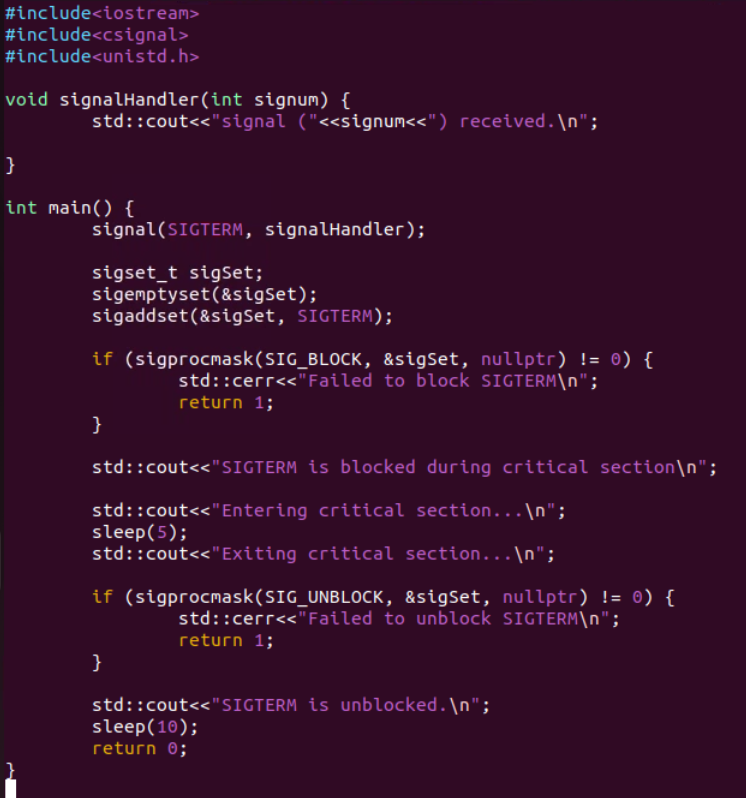 #include<iostream>
#include<csignal>
#include<unistd.h>

void signalHandler(int signum) {
        std::cout<<"signal ("<<signum<<") received.\n";

}

int main() {
        signal(SIGTERM, signalHandler);

        sigset_t sigSet;
        sigemptyset(&sigSet);
        sigaddset(&sigSet, SIGTERM);

        if (sigprocmask(SIG_BLOCK, &sigSet, nullptr) != 0) {
                std::cerr<<"Failed to block SIGTERM\n";
                return 1;
        }

        std::cout<<"SIGTERM is blocked during critical section\n";

        std::cout<<"Entering critical section...\n";
        sleep(5);
        std::cout<<"Exiting critical section...\n";

        if (sigprocmask(SIG_UNBLOCK, &sigSet, nullptr) != 0) {
                std::cerr<<"Failed to unblock SIGTERM\n";
                return 1;
        }

        std::cout<<"SIGTERM is unblocked.\n";
        sleep(10);
        return 0;
}